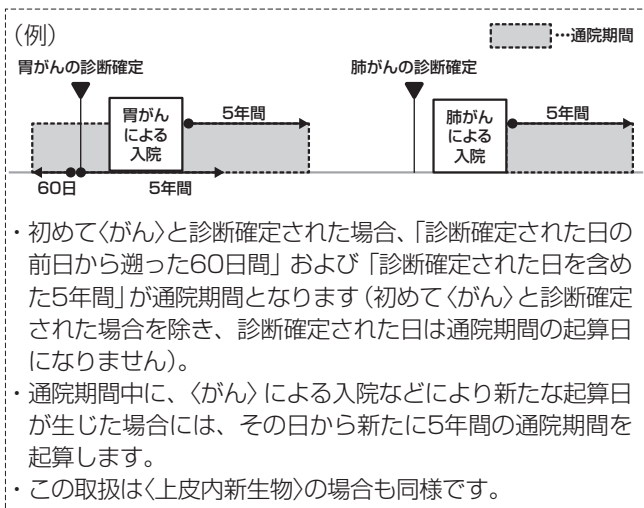 （例）
…通院期間
胃がんの診断確定
肺がんの診断確定
胃がん
による
入院
5年間
肺がん
による
入院
5年間
60日
5年間
・初めて〈がん〉と診断確定された場合、「診断確定された日の
前日から遡った60日間」および「診断確定された日を含め
た5年間」が通院期間となります（初めて〈がん〉と診断確定
された場合を除き、診断確定された日は通院期間の起算日
になりません）。
・通院期間中に、〈がん〉による入院などにより新たな起算日
が生じた場合には、その日から新たに5年間の通院期間を
起算します。
・この取扱は〈上皮内新生物〉の場合も同様です。